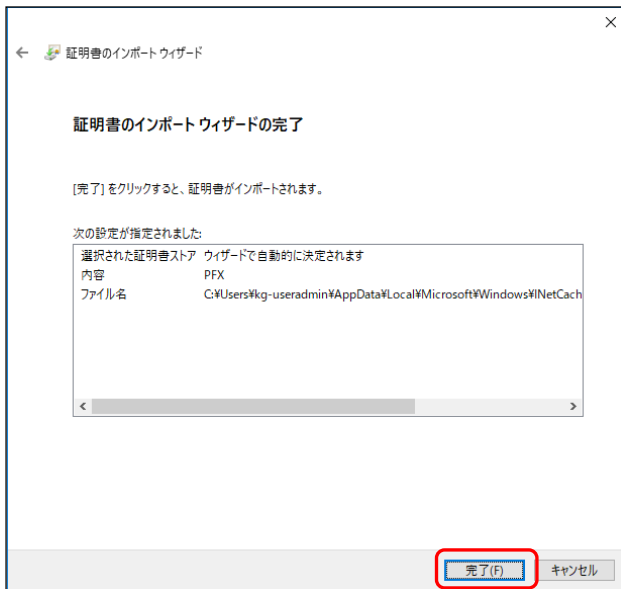 証明書のインポート ウィザード
証明書のインポート ウィザードの完了
[完了] をクリックすると、証明書がインポートされます。
次の設定が指定されました:
選択された証明書ストア ウィザードで自動的に決定されます
内容 PFX
ファイル名 C:¥Users¥kg-useradmin¥AppData¥Local¥Microsoft¥Windows¥INetCach
完了(F) キャンセル